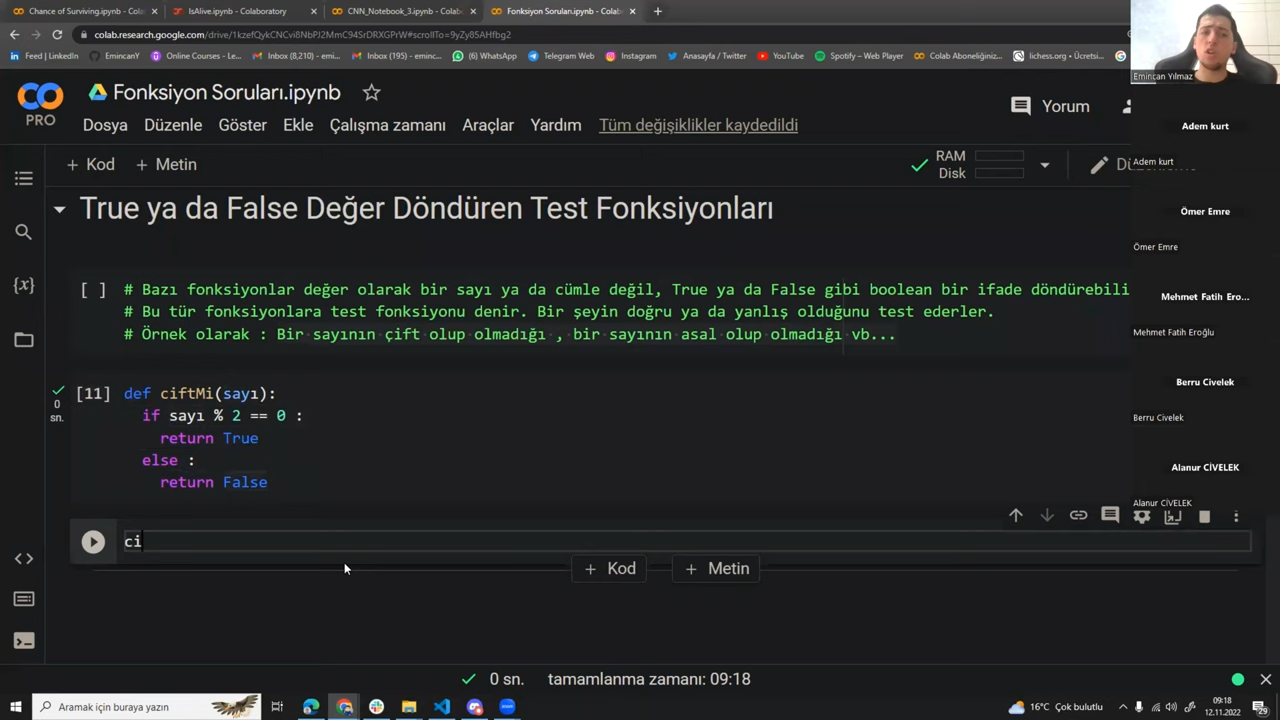 Chance of Surviving.ipynb - Cola
IsAlive.ipynb - Colaboratory
CNN_Notebook_3.ipynb - Colab
Fonksiyon Soruları.ipynb - Colab
colab.research.google.com/drive/1kzefQykCNCvi8NbPJ2MmC94SrDRXGPrW#scrollTo=9yZy85AHfbg2
Feed | LinkedIn
EmincanY
Online Courses - Le...
Inbox (8,210) - eminc...
Inbox (195) - eminc...
(6) WhatsApp
Telegram Web
Instagram
Anasayfa / Twitter
YouTube
Spotify – Web Player
Colab Aboneliğiniz...
lichess.org • Ücretsi...
Emincan Yılmaz
PRO
Fonksiyon Soruları.ipynb
Yorum
Dosya Düzenle Göster Ekle Çalışma zamanı Araçlar Yardım Tüm değişiklikler kaydedildi
Adem kurt
Adem kurt
+ Kod + Metin
RAM
Disk
True ya da False Değer Döndüren Test Fonksiyonları
Ömer Emre
Ömer Emre
[ ] # Bazı fonksiyonlar değer olarak bir sayı ya da cümle değil, True ya da False gibi boolean bir ifade döndürebili
# Bu tür fonksiyonlara test fonksiyonu denir. Bir şeyin doğru ya da yanlış olduğunu test ederler.
# Örnek olarak : Bir sayının çift olup olmadığı , bir sayının asal olup olmadığı vb...
Mehmet Fatih Ero...
Mehmet Fatih Eroğlu
0
sn.
[11] def ciftMi(sayı):
if sayı % 2 == 0 :
return True
else :
return False
Berru Civelek
Berru Civelek
Alanur CİVELEK
Alanur CİVELEK
ci
+ Kod
+ Metin
{x}
0 sn. tamamlanma zamanı: 09:18
Aramak için buraya yazın
16°C Çok bulutlu
09:18
12.11.2022
29